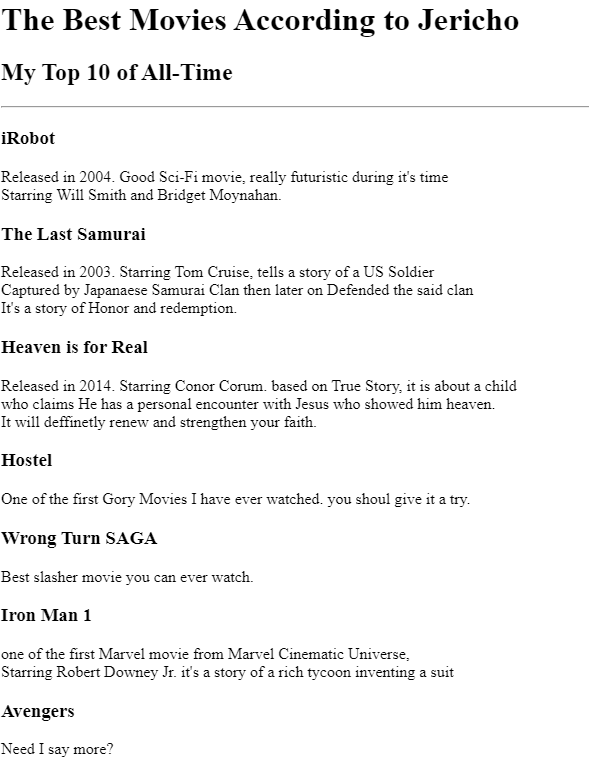 The Best Movies According to Jericho
My Top 10 of All-Time
iRobot
Released in 2004. Good Sci-Fi movie, really futuristic during it's time
Starring Will Smith and Bridget Moynahan.
The Last Samurai
Released in 2003. Starring Tom Cruise, tells a story of a US Soldier
Captured by Japanaese Samurai Clan then later on Defended the said clan
It's a story of Honor and redemption.
Heaven is for Real
Released in 2014. Starring Conor Corum. based on True Story, it is about a child
who claims He has a personal encounter with Jesus who showed him heaven.
It will deffinetly renew and strengthen your faith.
Hostel
One of the first Gory Movies I have ever watched. you shoul give it a try.
Wrong Turn SAGA
Best slasher movie you can ever watch.
Iron Man 1
one of the first Marvel movie from Marvel Cinematic Universe,
Starring Robert Downey Jr. it's a story of a rich tycoon inventing a suit
Avengers
Need I say more?